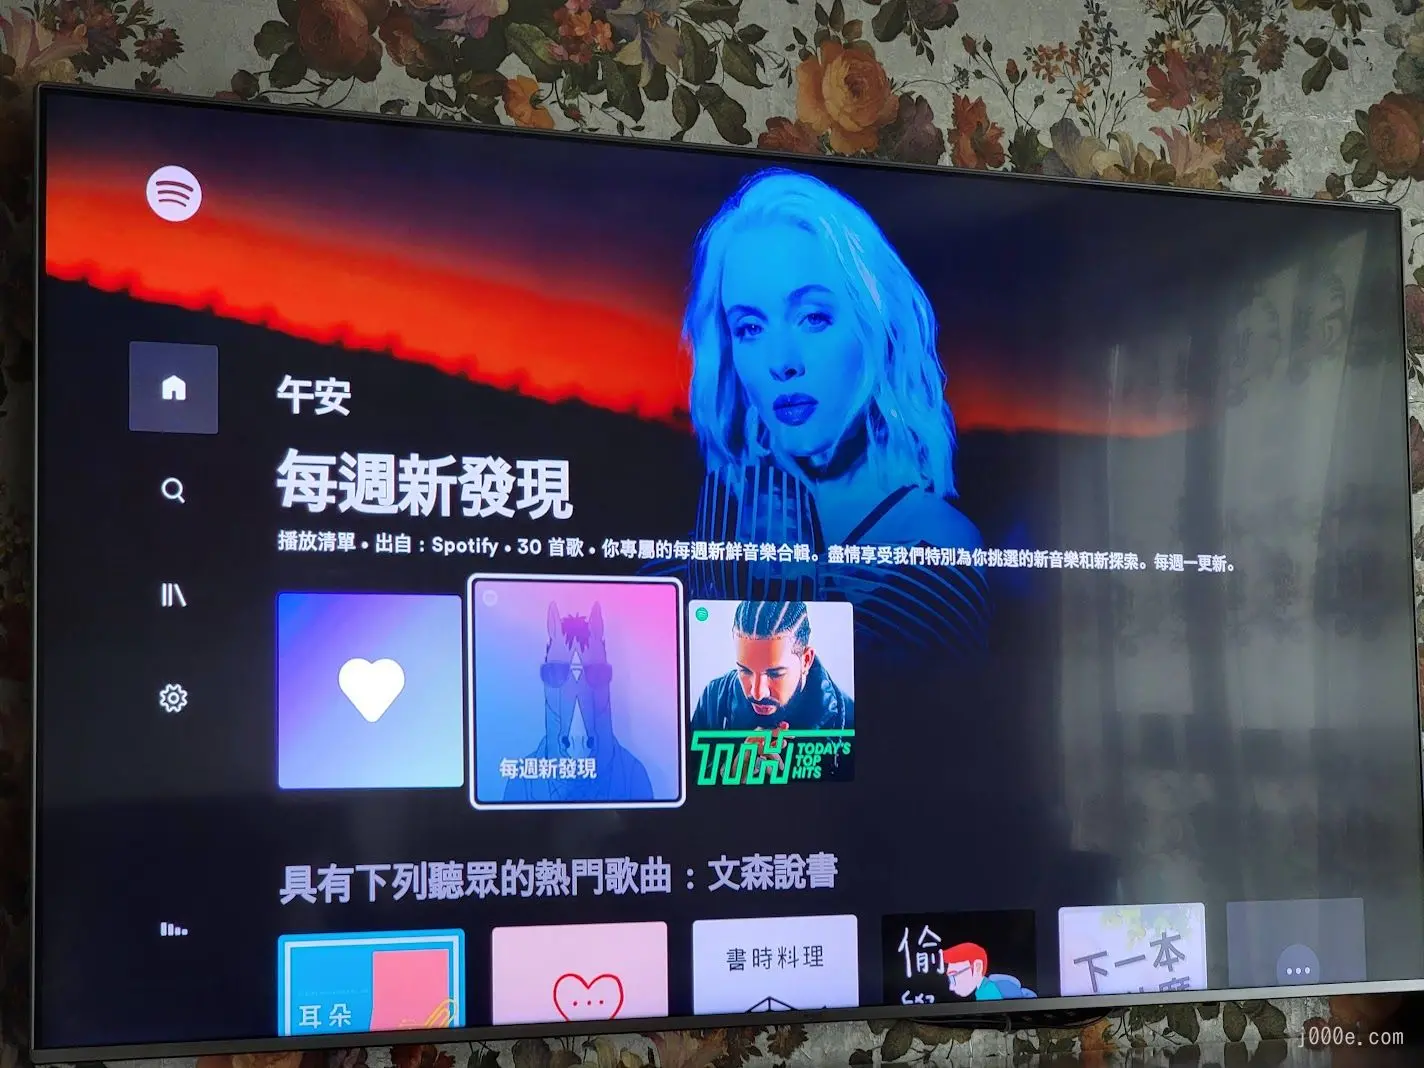 午安
每週新發現
播放清單 • 出自：Spotify • 30 首歌 • 你專屬的每週新鮮音樂合輯。盡情享受我們特別為你挑選的新音樂和新探索。每週一更新。
每週新發現
TODAY'S
TOP
HITS
具有下列聽眾的熱門歌曲：文森說書
耳朵
書時料理
偷
下一本
j000e.com